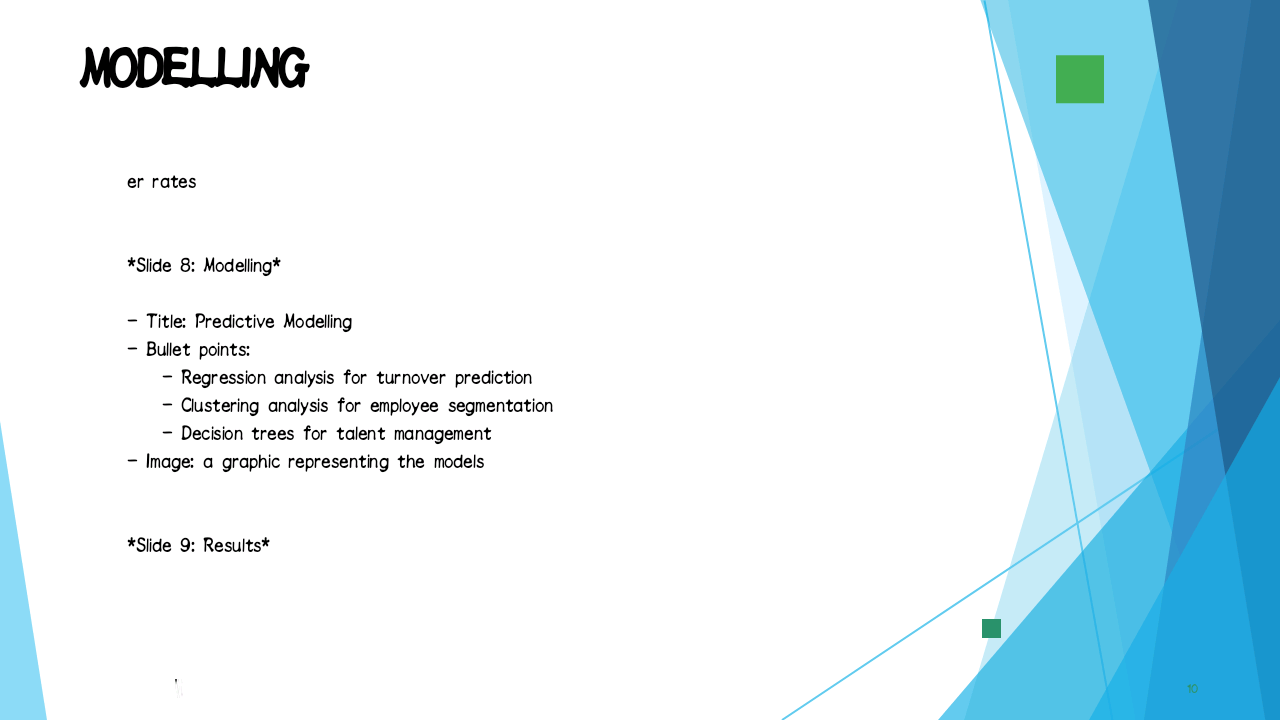 MODELLING
er rates
*Slide 8: Modelling*
- Title: Predictive Modelling
- Bullet points:
- Regression analysis for turnover prediction
- Clustering analysis for employee segmentation
- Decision trees for talent management
- Image: a graphic representing the models
*Slide 9: Results*
10